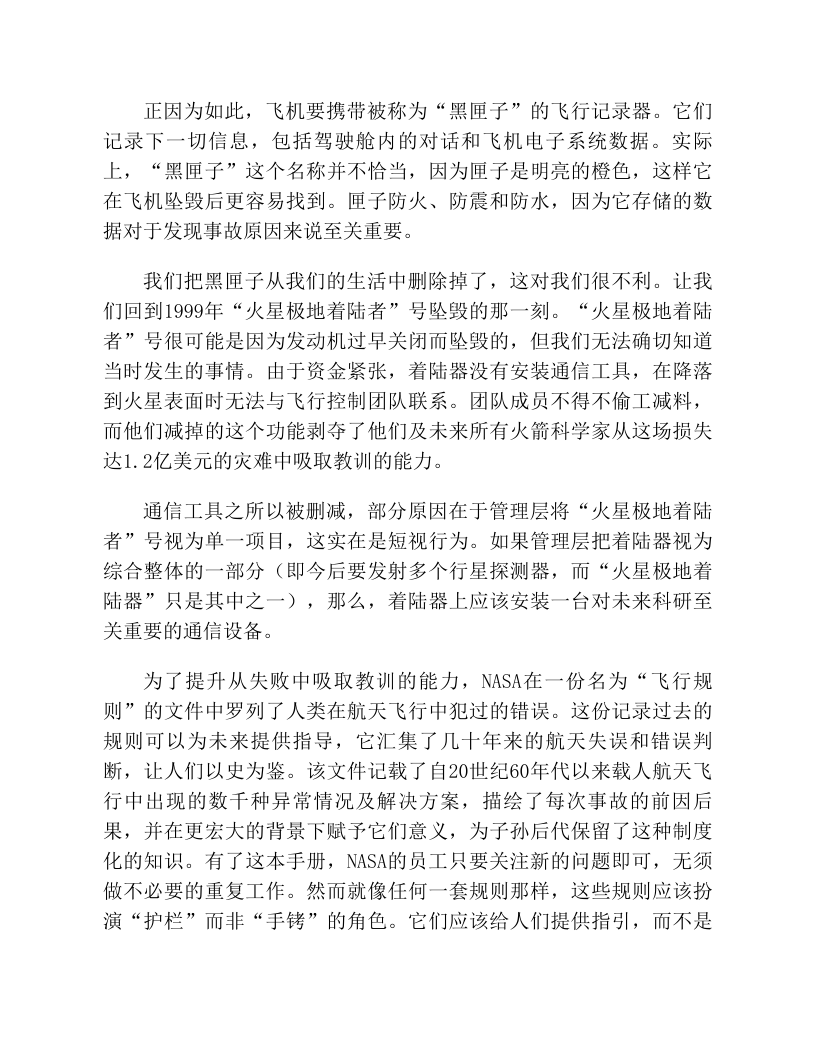 正因为如此，飞机要携带被称为“黑匣子”的飞行记录器。它们
记录下一切信息，包括驾驶舱内的对话和飞机电子系统数据。实际
上，“黑匣子”这个名称并不恰当，因为匣子是明亮的橙色，这样它
在飞机坠毁后更容易找到。匣子防火、防震和防水，因为它存储的数
据对于发现事故原因来说至关重要。
我们把黑匣子从我们的生活中删除掉了，这对我们很不利。让我
们回到1999年“火星极地着陆者”号坠毁的那一刻。“火星极地着陆
者”号很可能是因为发动机过早关闭而坠毁的，但我们无法确切知道
当时发生的事情。由于资金紧张，着陆器没有安装通信工具，在降落
到火星表面时无法与飞行控制团队联系。团队成员不得不偷工减料，
而他们减掉的这个功能剥夺了他们及未来所有火箭科学家从这场损失
达1.2亿美元的灾难中吸取教训的能力。
通信工具之所以被删减，部分原因在于管理层将“火星极地着陆
者”号视为单一项目，这实在是短视行为。如果管理层把着陆器视为
综合整体的一部分（即今后要发射多个行星探测器，而“火星极地着
陆器”只是其中之一），那么，着陆器上应该安装一台对未来科研至
关重要的通信设备。
为了提升从失败中吸取教训的能力，NASA在一份名为“飞行规
则”的文件中罗列了人类在航天飞行中犯过的错误。这份记录过去的
规则可以为未来提供指导，它汇集了几十年来的航天失误和错误判
断，让人们以史为鉴。该文件记载了自20世纪60年代以来载人航天飞
行中出现的数千种异常情况及解决方案，描绘了每次事故的前因后
果，并在更宏大的背景下赋予它们意义，为子孙后代保留了这种制度
化的知识。有了这本手册，NASA的员工只要关注新的问题即可，无须
做不必要的重复工作。然而就像任何一套规则那样，这些规则应该扮
演“护栏”而非“手铐”的角色。它们应该给人们提供指引，而不是